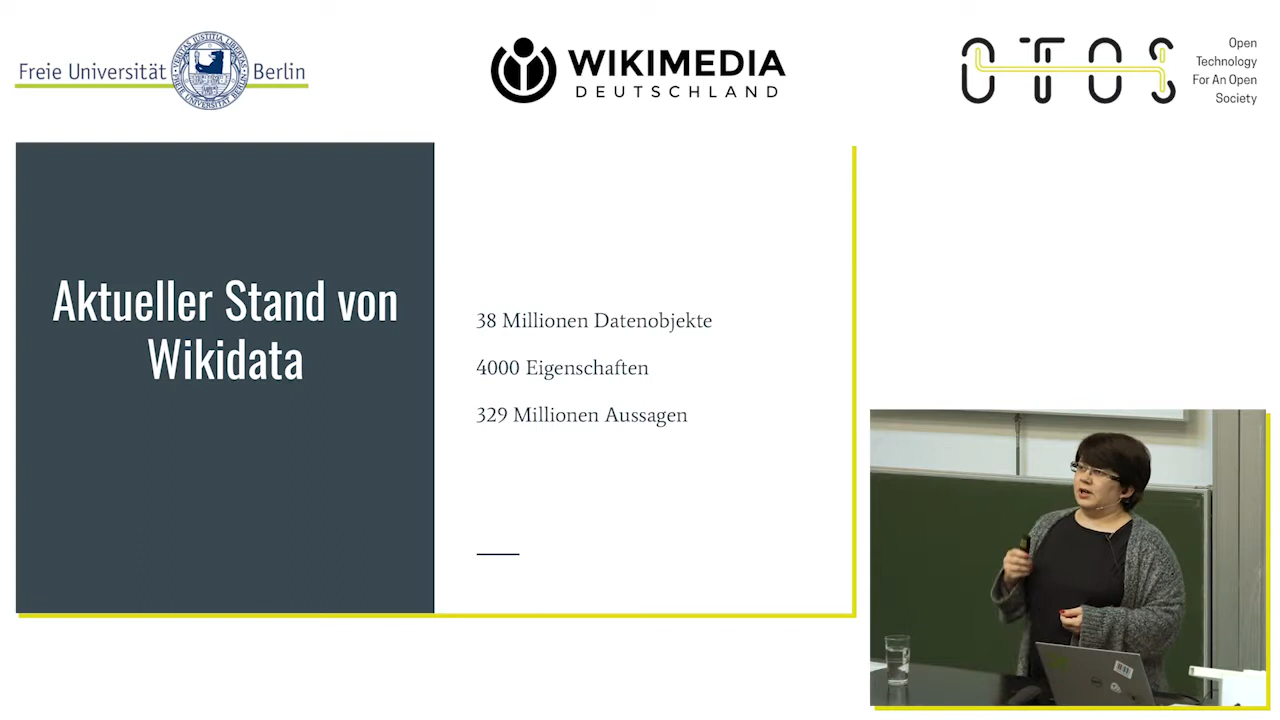 Freie Universität Berlin
WIKIMEDIA
DEUTSCHLAND
OTOS
Open
Technology
For An Open
Society
Aktueller Stand von
Wikidata
38 Millionen Datenobjekte
4000 Eigenschaften
329 Millionen Aussagen